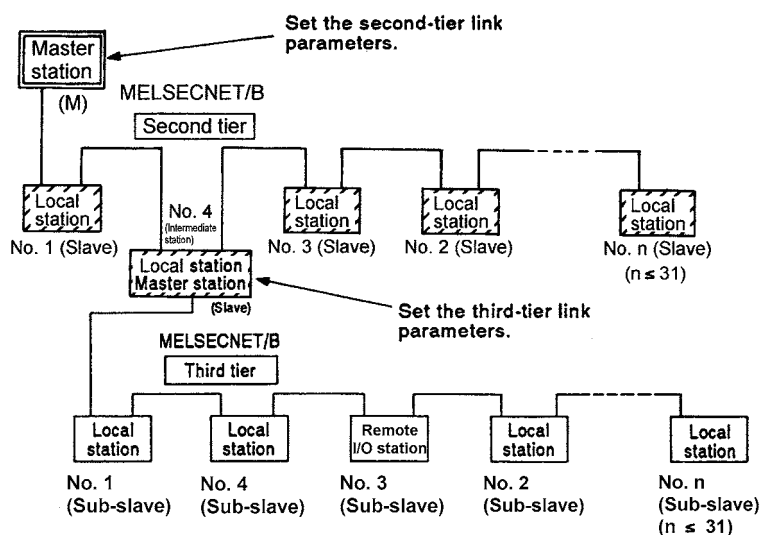 Set the second-tier link
parameters.
Master
station
(M)
MELSECNET/B
Second tier
Local
station
No. 1 (Slave)
No. 4
(Intermediate
station)
Local
station
No. 3 (Slave)
Local
station
No. 2 (Slave)
Local
station
No. n (Slave)
(n ≤ 31)
Local station
Master station
(Slave)
Set the third-tier link
parameters.
MELSECNET/B
Third tier
Local
station
No. 1
(Sub-slave)
Local
station
No. 4
(Sub-slave)
Remote
I/O station
No. 3
(Sub-slave)
Local
station
No. 2
(Sub-slave)
Local
station
No. n
(Sub-slave)
(n ≤ 31)